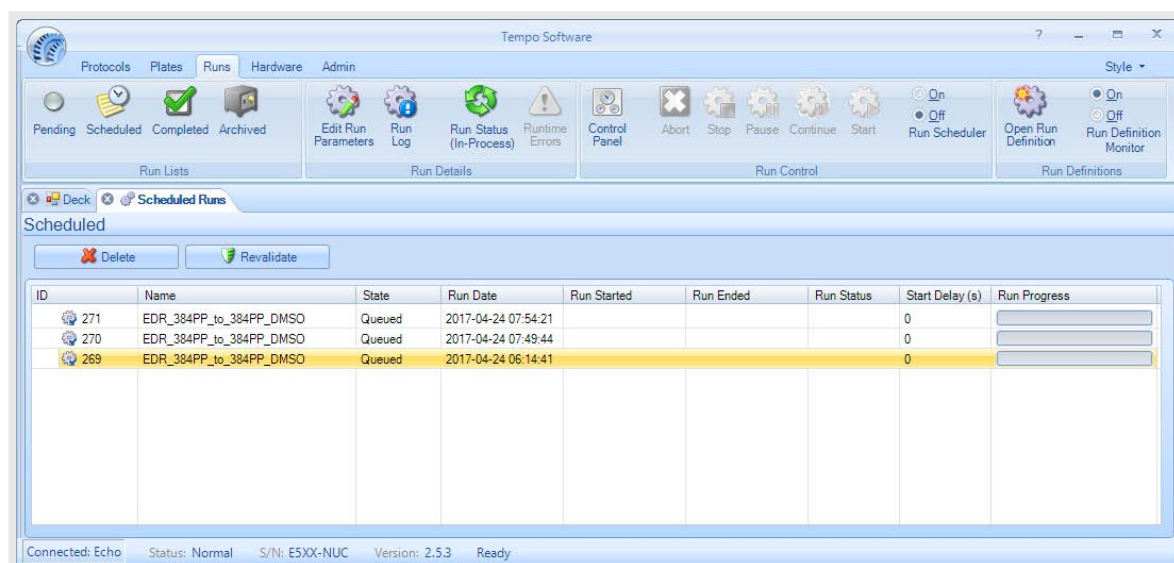 Tempo Software ?
Protocols Plates Runs Hardware Admin Style
Pending Scheduled Completed Archived
Run Lists
Edit Run Parameters
Run Log
Run Status (In-Process)
Runtime Errors
Run Details
Control Panel
Abort Stop Pause Continue Start
On
Off
Run Scheduler
Run Control
Open Run Definition
On
Off
Run Definition Monitor
Run Definitions
Deck Scheduled Runs
Scheduled
Delete Revalidate
ID Name State Run Date Run Started Run Ended Run Status Start Delay (s) Run Progress
271 EDR_384PP_to_384PP_DMSO Queued 2017-04-24 07:54:21 0
270 EDR_384PP_to_384PP_DMSO Queued 2017-04-24 07:49:44 0
269 EDR_384PP_to_384PP_DMSO Queued 2017-04-24 06:14:41 0
Connected: Echo Status: Normal S/N: E5XX-NUC Version: 2.5.3 Ready